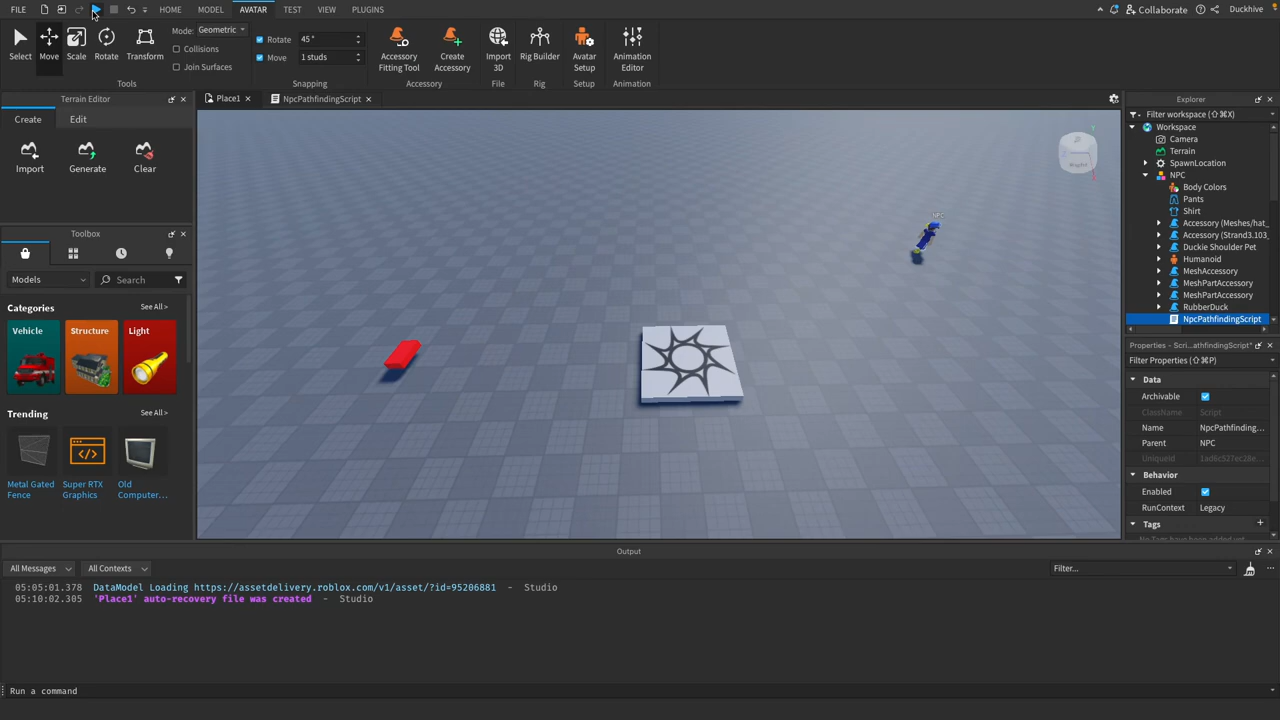 FILE HOME MODEL AVATAR TEST VIEW PLUGINS Collaborate Duckhive
Select Move Scale Rotate Transform
Mode: Geometric
Collisions
Join Surfaces
Tools
Rotate 45°
Move 1 studs
Snapping
Accessory Fitting Tool
Create Accessory
Accessory
Import 3D
File
Rig Builder
Rig
Avatar Setup
Setup
Animation Editor
Animation
Terrain Editor
Create Edit
Import Generate Clear
Toolbox
Models Search
Categories See All >
Vehicle Structure Light
Trending See All >
Metal Gated Fence
Super RTX Graphics
Old Computer...
Place1 NpcPathfindingScript
NPC
Explorer
Filter workspace (⇧⌘X)
Workspace
Camera
Terrain
SpawnLocation
NPC
Body Colors
Pants
Shirt
Accessory (Meshes/hat_
Accessory (Strand3.103_
Duckie Shoulder Pet
Humanoid
MeshAccessory
MeshPartAccessory
MeshPartAccessory
RubberDuck
NpcPathfindingScript
Properties - Scri...athfindingScript"
Filter Properties (⇧⌘P)
Data
Archivable
ClassName Script
Name NpcPathfinding...
Parent NPC
UniqueId 1ad6c527ec28e...
Behavior
Enabled
RunContext Legacy
Tags
Output
All Messages All Contexts Filter...
05:05:01.378 DataModel Loading https://assetdelivery.roblox.com/v1/asset/?id=95206881 - Studio
05:10:02.305 'Place1' auto-recovery file was created - Studio
Run a command